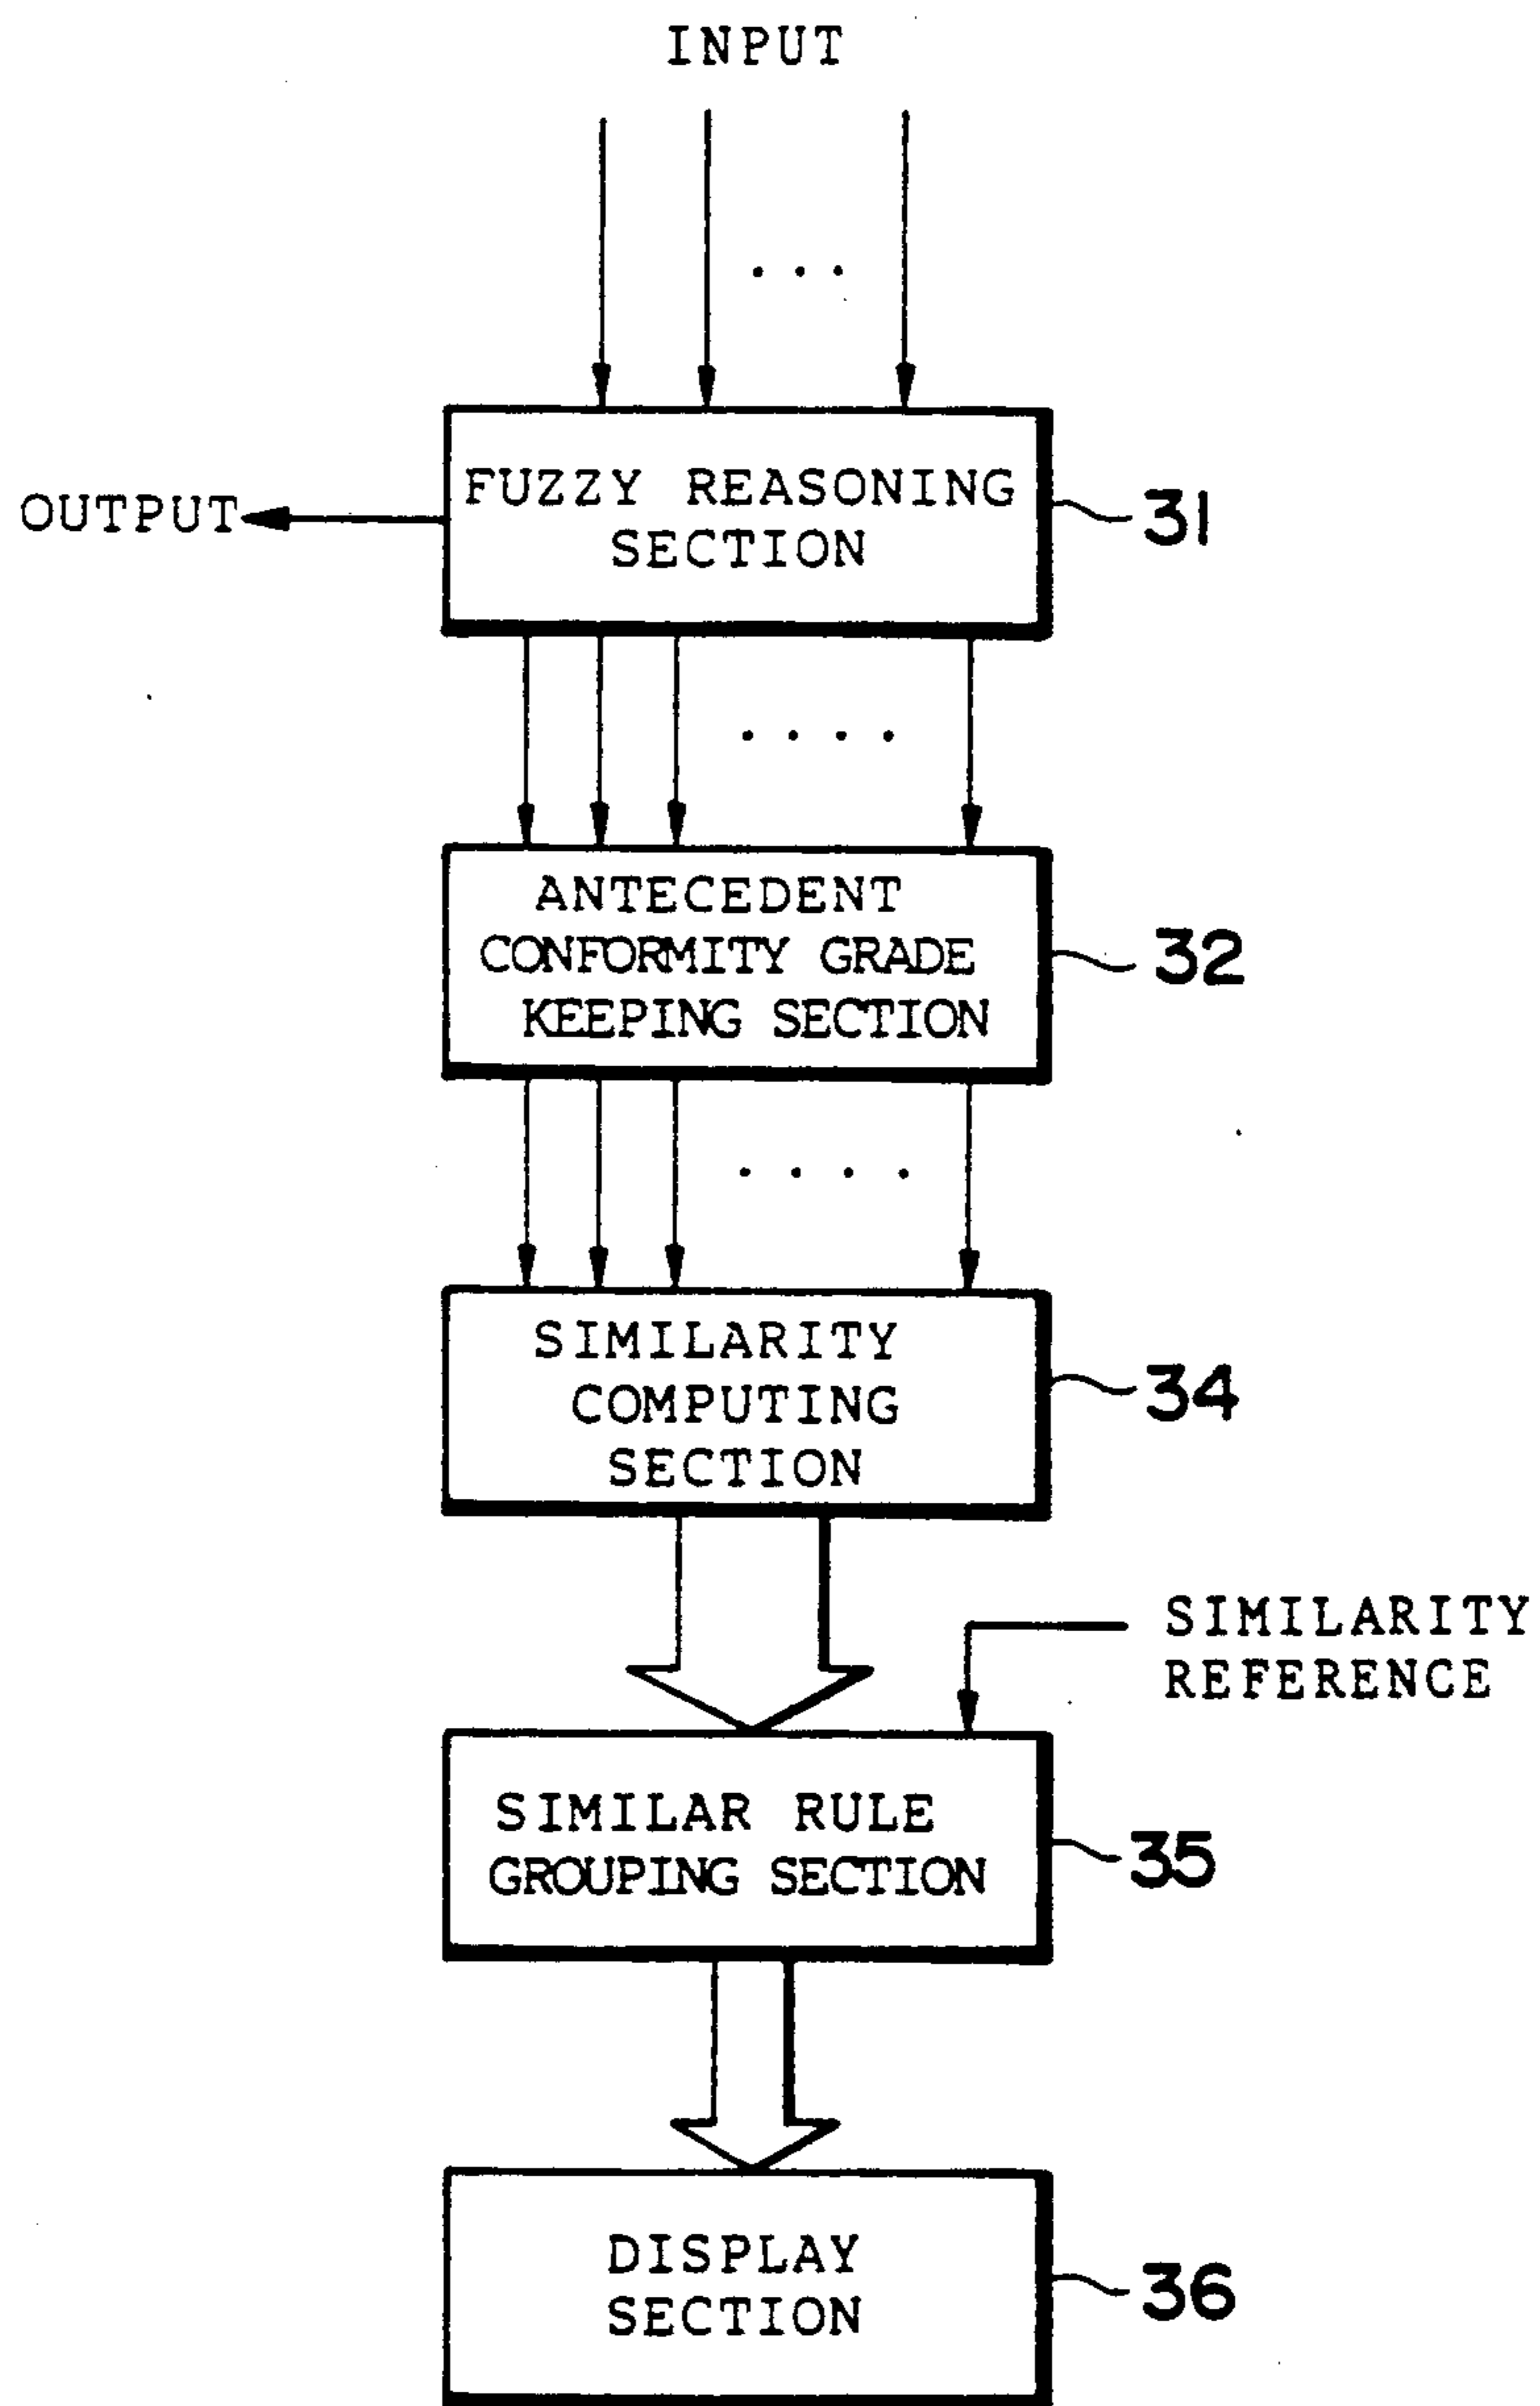 INPUT
FUZZY REASONING
SECTION
OUTPUT
31
ANTECEDENT
CONFORMITY GRADE
KEEPING SECTION
32
SIMILARITY
COMPUTING
SECTION
34
SIMILARITY
REFERENCE
SIMILAR RULE
GROUPING SECTION
35
DISPLAY
SECTION
36